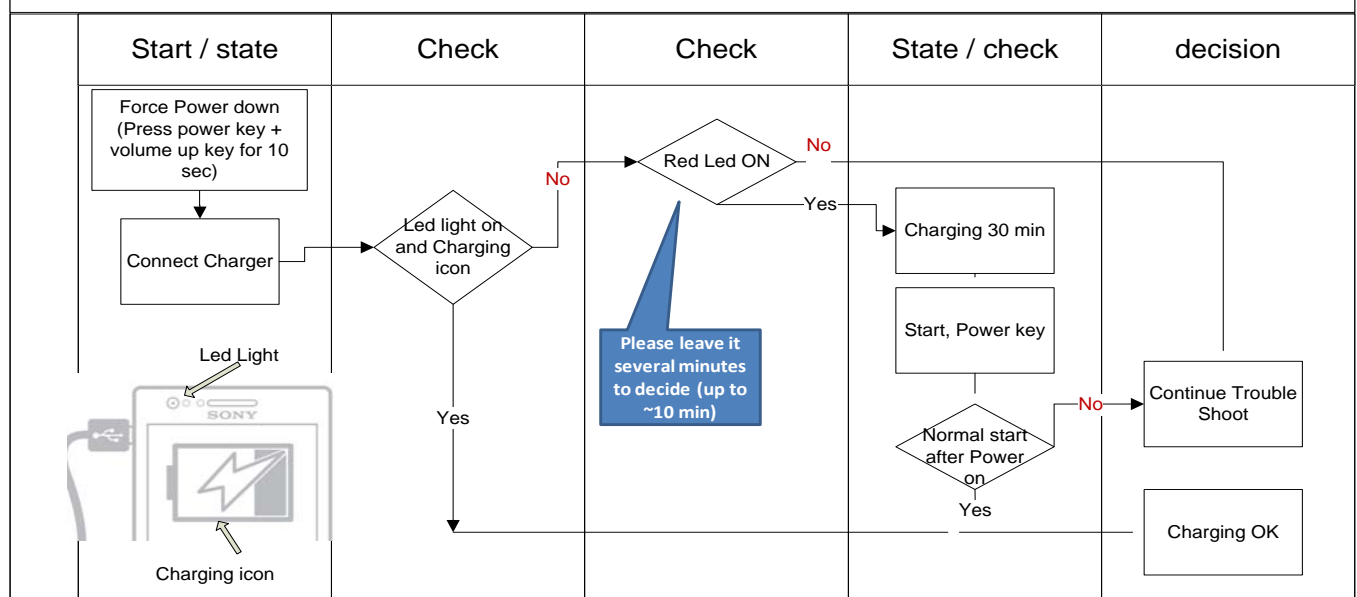 Start / state
Check
Check
State / check
decision
Force Power down
(Press power key +
volume up key for 10
sec)
Connect Charger
Led light on
and Charging
icon
No
Yes
Red Led ON
No
Yes
Please leave it
several minutes
to decide (up to
~10 min)
Charging 30 min
Start, Power key
Normal start
after Power
on
No
Yes
Continue Trouble
Shoot
Charging OK
Led Light
SONY
Charging icon